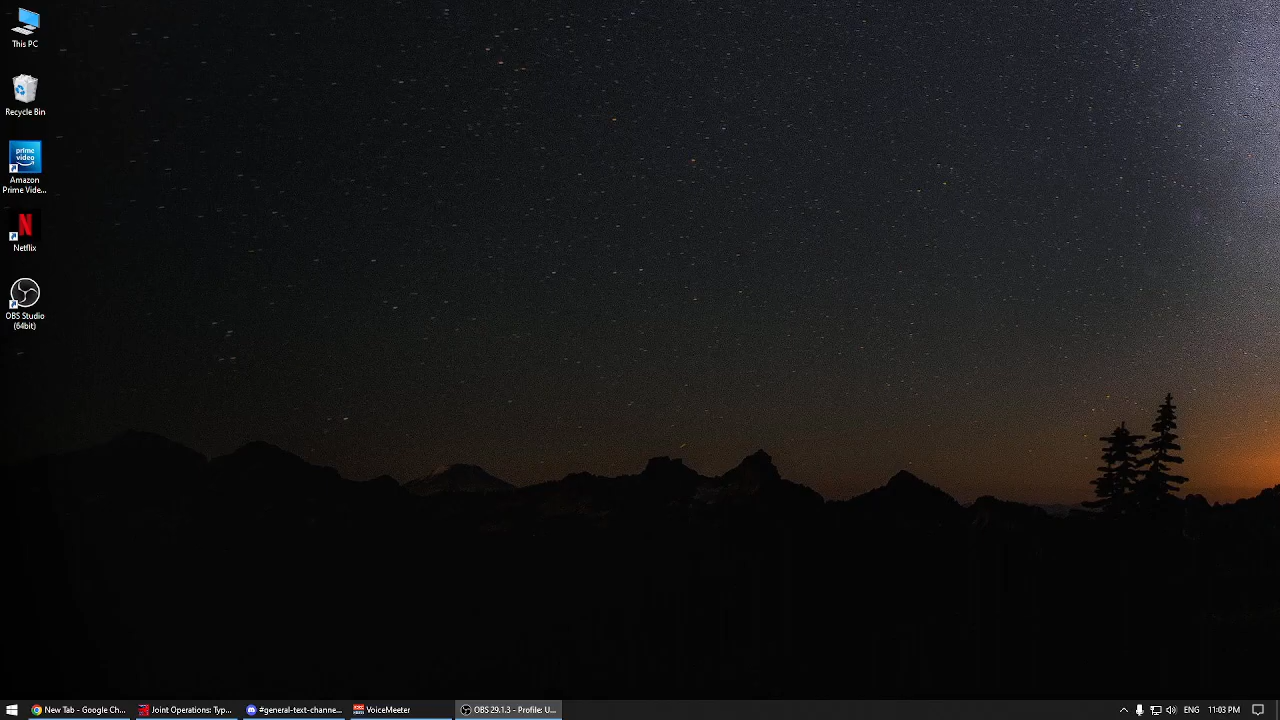 This PC
Recycle Bin
prime video
Amazon
Prime Vide...
N
Netflix
OBS Studio
(64bit)
New Tab - Google Ch...
Joint Operations: Typ...
#general-text-channe...
VoiceMeeter
OBS 29.1.3 - Profile: U...
ENG
11:03 PM